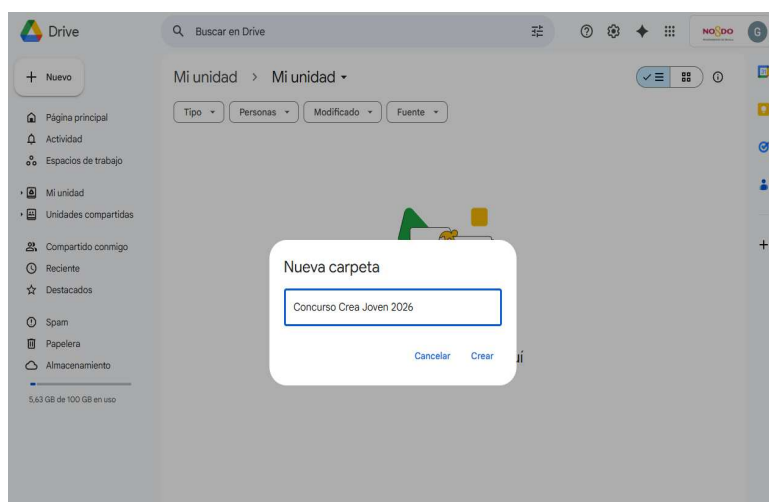 Drive
Buscar en Drive
NO8DO
G
Nuevo
Mi unidad > Mi unidad
Tipo
Personas
Modificado
Fuente
Página principal
Actividad
Espacios de trabajo
Mi unidad
Unidades compartidas
Compartido conmigo
Reciente
Destacados
Spam
Papelera
Almacenamiento
5,63 GB de 100 GB en uso
Nueva carpeta
Concurso Crea Joven 2026
Cancelar
Crear
uí